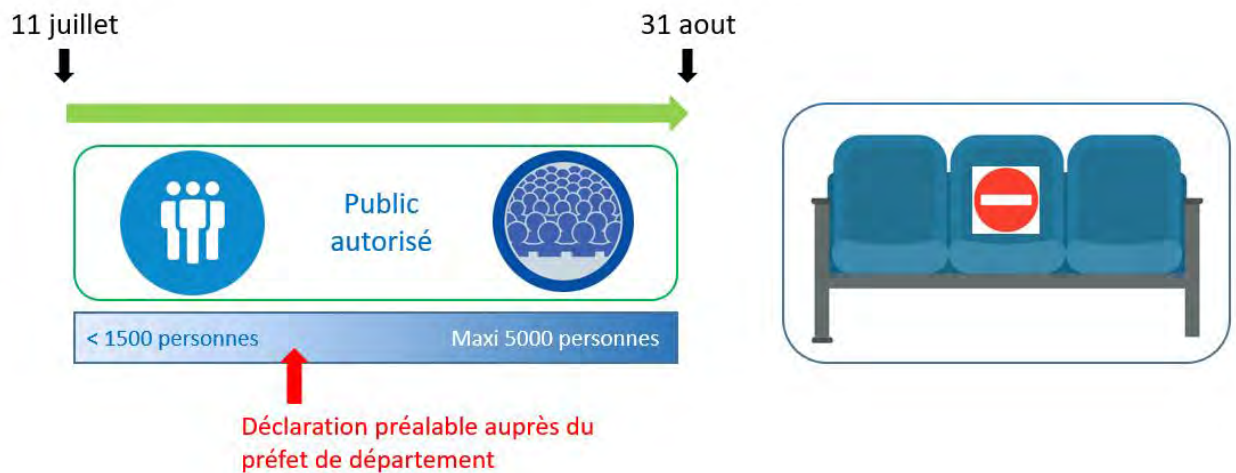 11 juillet
31 aout
Public
autorisé
< 1500 personnes
Maxi 5000 personnes
Déclaration préalable auprès du
préfet de département